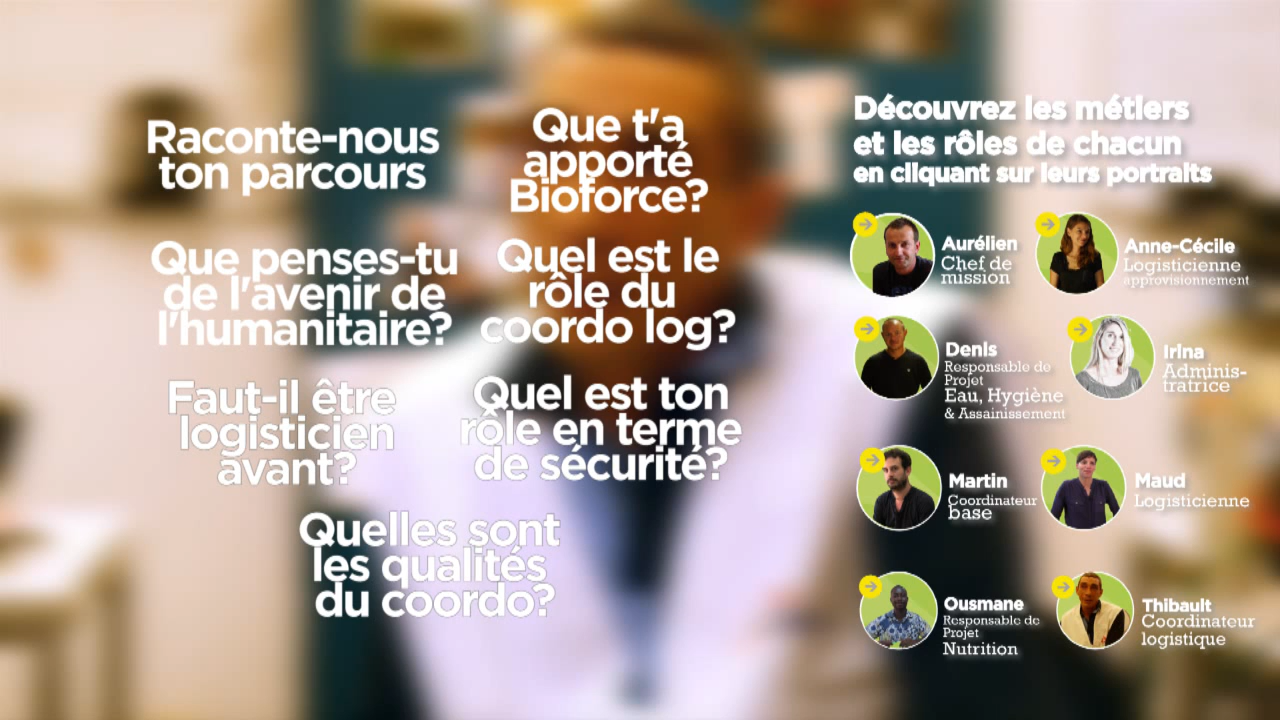 Raconte-nous
ton parcours
Que t'a
apporté
Bioforce?
Que penses-tu
de l'avenir de
l'humanitaire?
Quel est le
rôle du
coordo log?
Faut-il être
logisticien
avant?
Quel est ton
rôle en terme
de sécurité?
Quelles sont
les qualités
du coordo?
Découvrez les métiers
et les rôles de chacun
en cliquant sur leurs portraits
Aurélien
Chef de
mission
Anne-Cécile
Logisticienne
approvisionnement
Denis
Responsable de
Projet
Eau, Hygiène
& Assainissement
Irina
Adminis-
tratrice
Martin
Coordinateur
base
Maud
Logisticienne
Ousmane
Responsable de
Projet
Nutrition
Thibault
Coordinateur
logistique